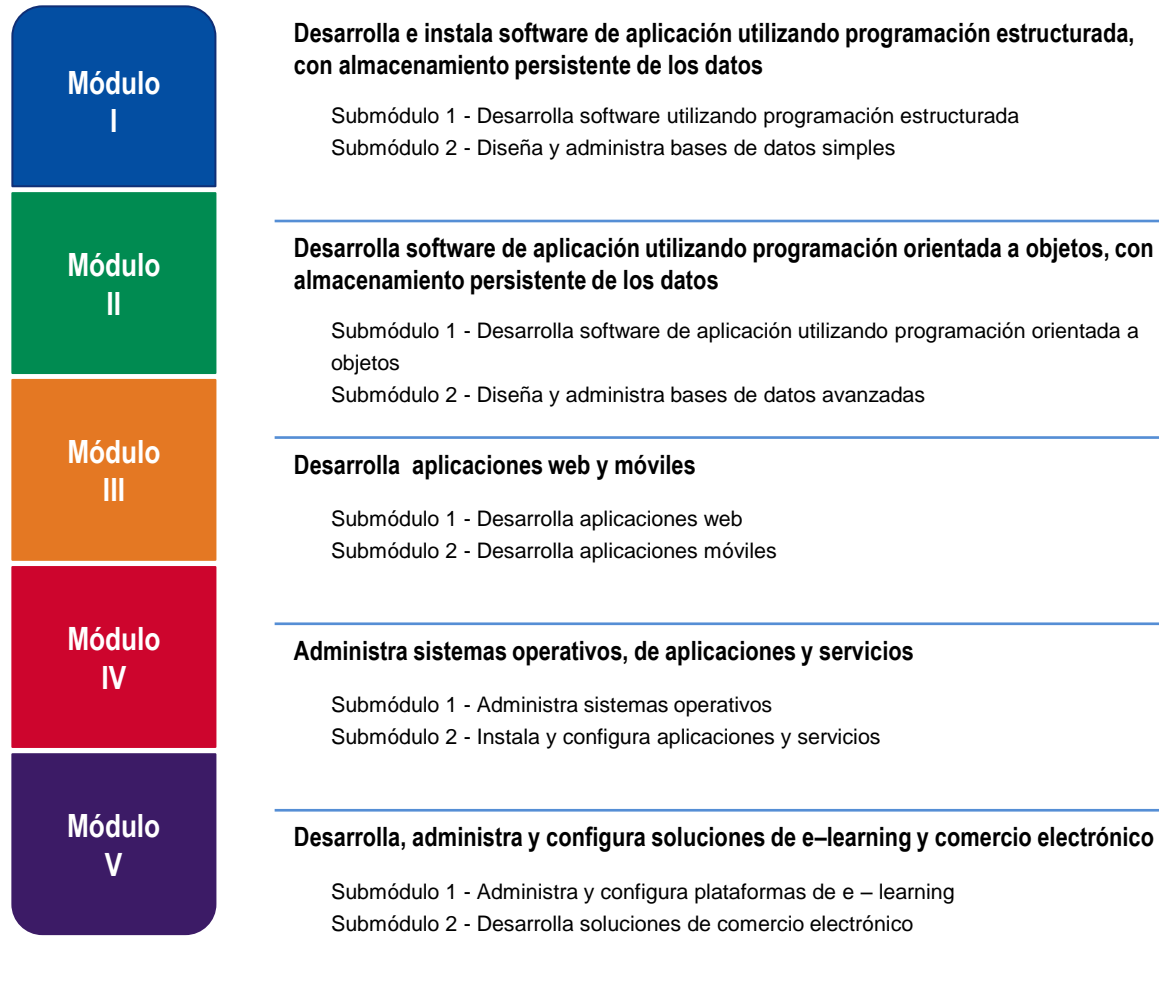 Módulo
I
Desarrolla e instala software de aplicación utilizando programación estructurada,
con almacenamiento persistente de los datos
Submódulo 1 - Desarrolla software utilizando programación estructurada
Submódulo 2 - Diseña y administra bases de datos simples
Módulo
II
Desarrolla software de aplicación utilizando programación orientada a objetos, con
almacenamiento persistente de los datos
Submódulo 1 - Desarrolla software de aplicación utilizando programación orientada a
objetos
Submódulo 2 - Diseña y administra bases de datos avanzadas
Módulo
III
Desarrolla aplicaciones web y móviles
Submódulo 1 - Desarrolla aplicaciones web
Submódulo 2 - Desarrolla aplicaciones móviles
Módulo
IV
Administra sistemas operativos, de aplicaciones y servicios
Submódulo 1 - Administra sistemas operativos
Submódulo 2 - Instala y configura aplicaciones y servicios
Módulo
V
Desarrolla, administra y configura soluciones de e–learning y comercio electrónico
Submódulo 1 - Administra y configura plataformas de e – learning
Submódulo 2 - Desarrolla soluciones de comercio electrónico